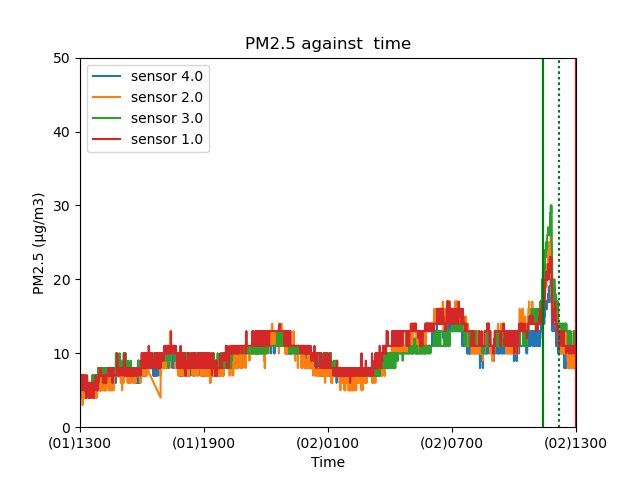 PM2.5 against  time
sensor 4.0
sensor 2.0
sensor 3.0
sensor 1.0
PM2.5 (μg/m3)
50
40
30
20
10
0
(01)1300
(01)1900
(02)0100
(02)0700
(02)1300
Time